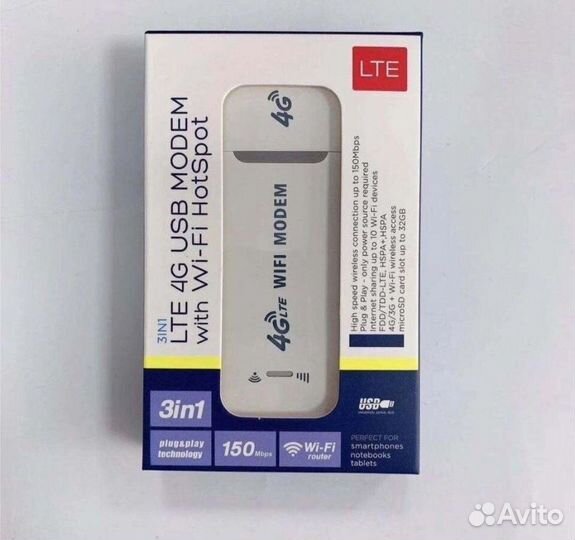 LTE
3IN1
LTE 4G USB MODEM
with Wi-Fi HotSpot
4G
4G LTE WIFI MODEM
High speed wireless connection up to 150Mbps
Plug & Play - only power source required
Internet sharing up to 10 Wi-Fi devices
FDD/TDD-LTE, HSPA+,HSPA
4G/3G + Wi-Fi wireless access
microSD card slot up to 32GB
3in1
plug&play
technology
150 Mbps
Wi-Fi
router
USB
PERFECT FOR
smartphones
notebooks
tablets
Avito